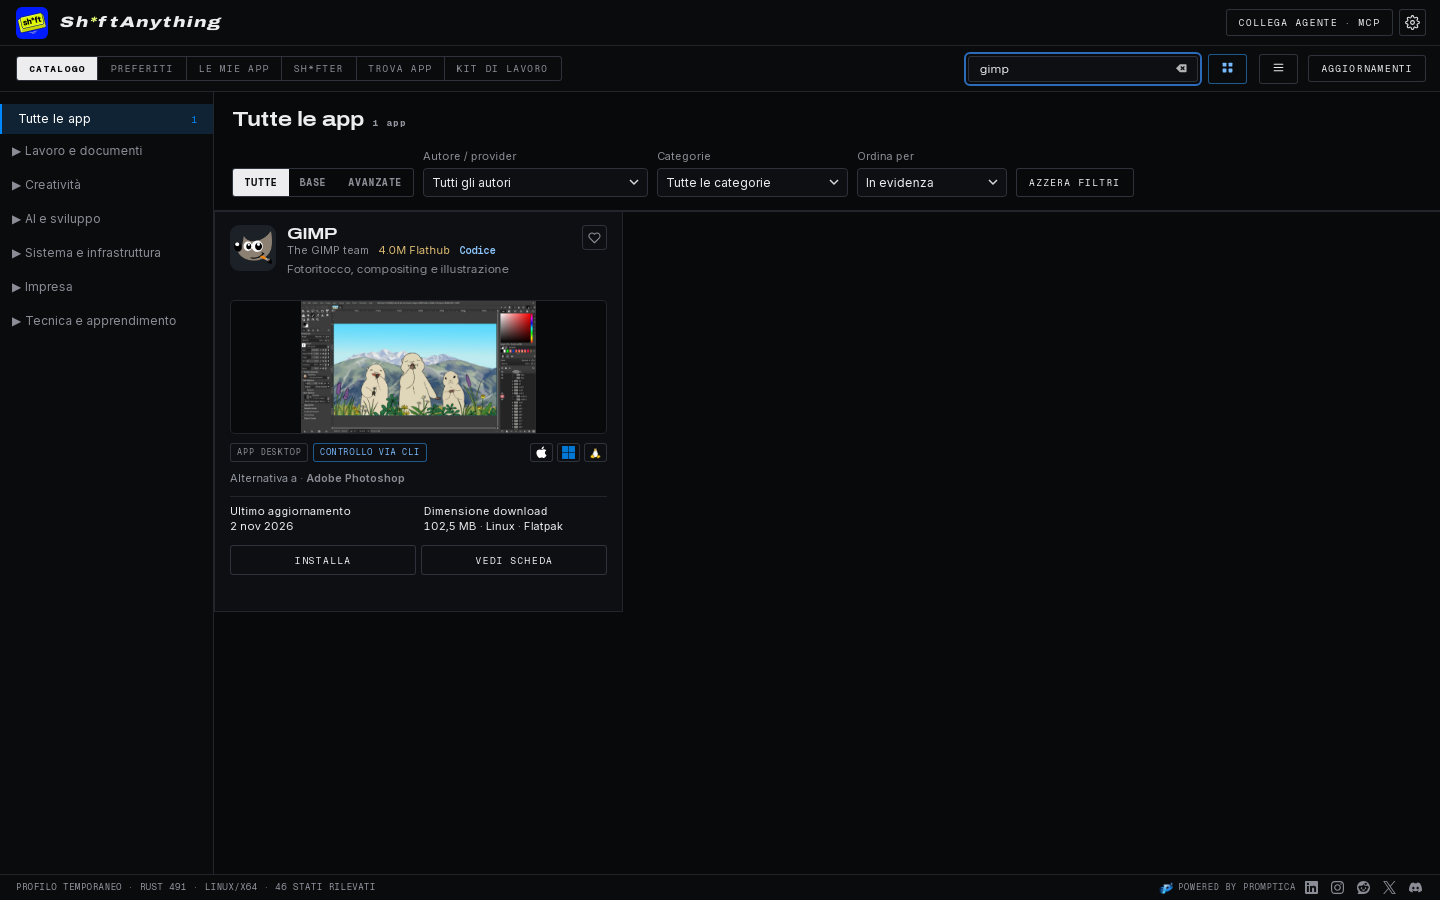 sh*ft Sh*ftAnything
COLLEGA AGENTE · MCP
CATALOGO PREFERITI LE MIE APP SH*FTER TROVA APP KIT DI LAVORO
gimp
AGGIORNAMENTI
Tutte le app 1
▶ Lavoro e documenti
▶ Creatività
▶ AI e sviluppo
▶ Sistema e infrastruttura
▶ Impresa
▶ Tecnica e apprendimento
Tutte le app 1 app
Autore / provider Categorie Ordina per
TUTTE BASE AVANZATE Tutti gli autori Tutte le categorie In evidenza AZZERA FILTRI
GIMP
The GIMP team 4.0M Flathub Codice
Fotoritocco, compositing e illustrazione
APP DESKTOP CONTROLLO VIA CLI
Alternativa a · Adobe Photoshop
Ultimo aggiornamento Dimensione download
2 nov 2026 102,5 MB · Linux · Flatpak
INSTALLA VEDI SCHEDA
PROFILO TEMPORANEO · RUST 491 · LINUX/X64 · 46 STATI RILEVATI
POWERED BY PROMPTICA